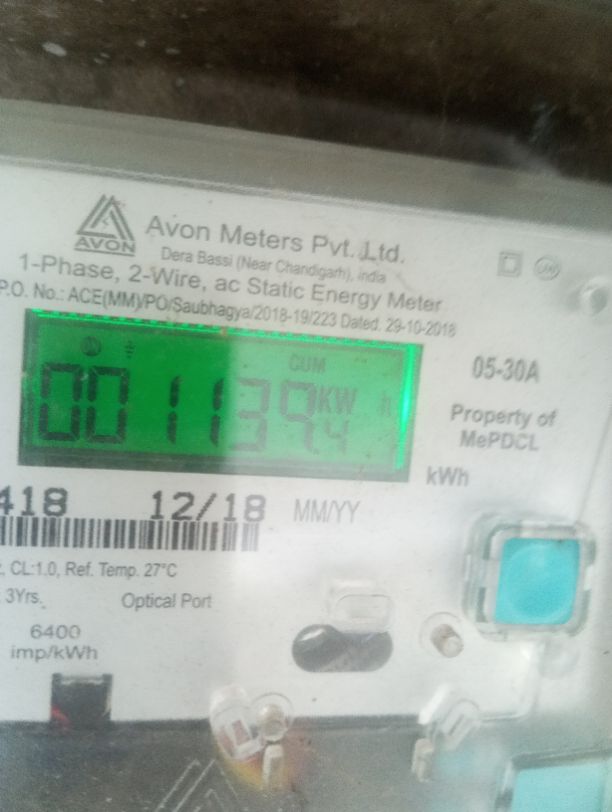 AVON
Avon Meters Pvt. Ltd.
Dera Bassi (Near Chandigarh), India
1-Phase, 2-Wire, ac Static Energy Meter
P.O. No.: ACE(MM)/PO/Saubhagya/2018-19/223 Dated. 29-10-2018
CUM
001139.4 KW h
05-30A
Property of
MePDCL
kWh
418 12/18 MM/YY
CL:1.0, Ref. Temp. 27°C
3Yrs. Optical Port
6400
imp/kWh